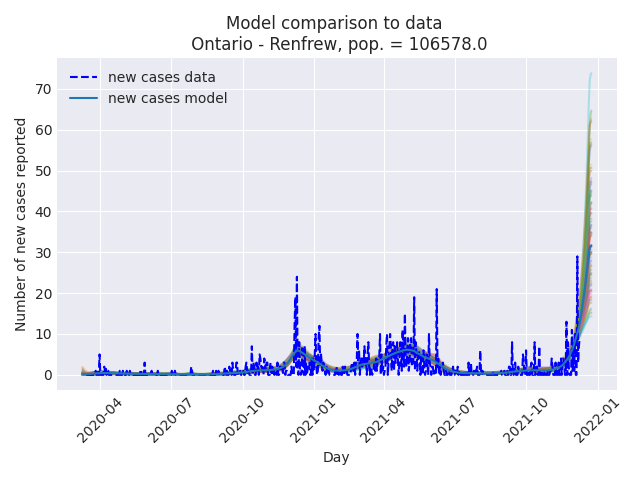 Model comparison to data
Ontario - Renfrew, pop. = 106578.0
new cases data
new cases model
Number of new cases reported
70
60
50
40
30
20
10
0
2020-04
2020-07
2020-10
2021-01
2021-04
2021-07
2021-10
2022-01
Day